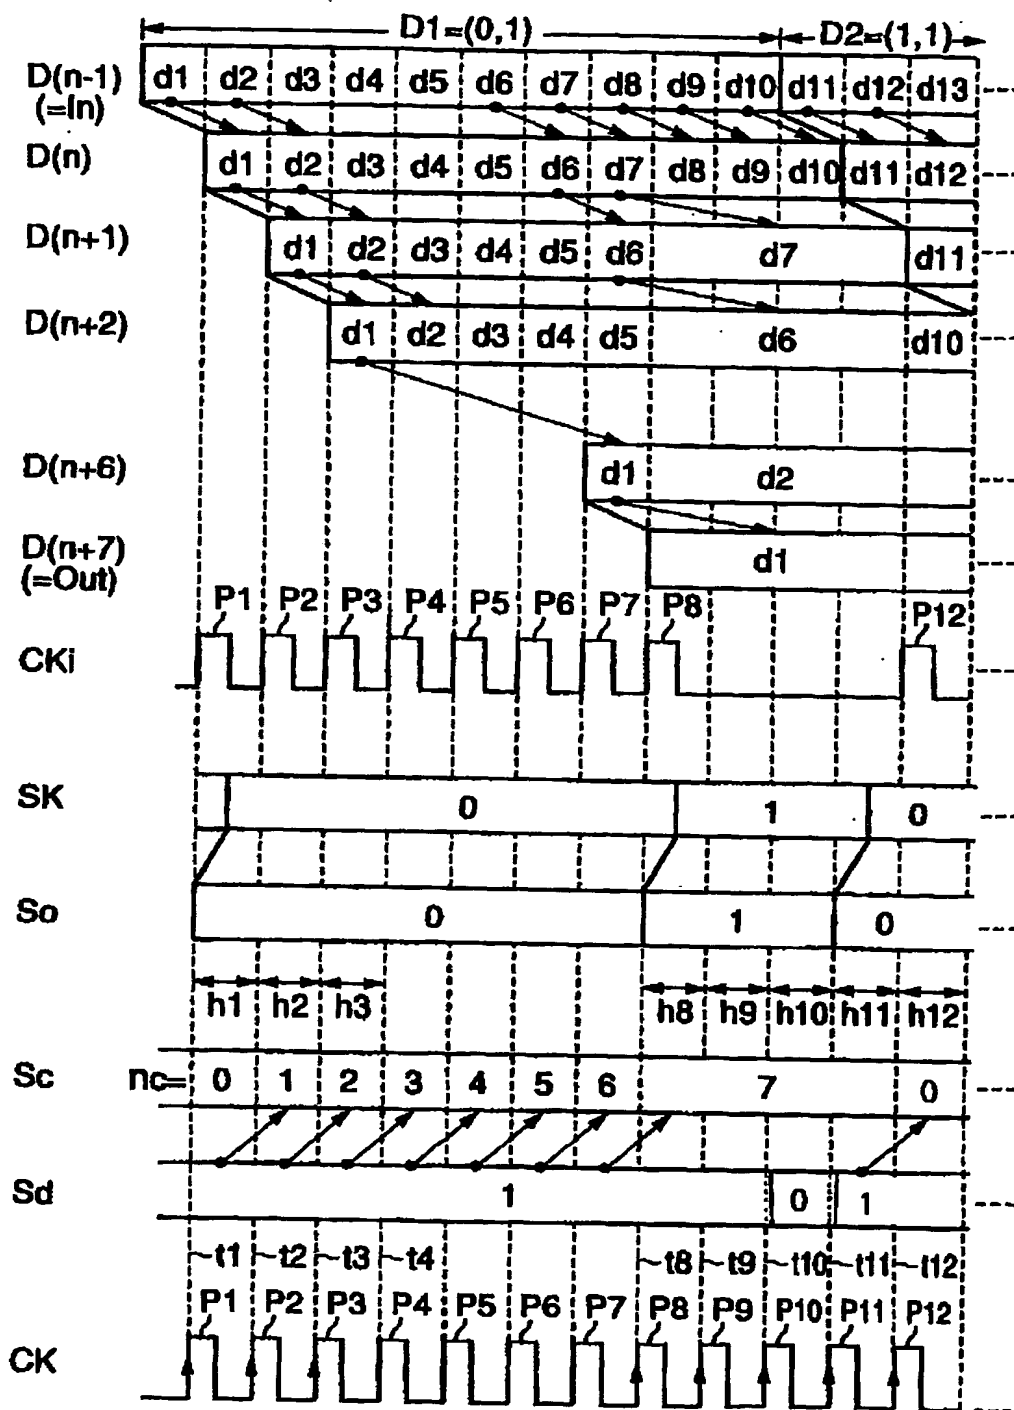 D1=(0,1) D2=(1,1)
D(n-1) d1 d2 d3 d4 d5 d6 d7 d8 d9 d10 d11 d12 d13
(=In)
D(n) d1 d2 d3 d4 d5 d6 d7 d8 d9 d10 d11 d12
D(n+1) d1 d2 d3 d4 d5 d6 d7 d11
D(n+2) d1 d2 d3 d4 d5 d6 d10
D(n+6) d1 d2
D(n+7) d1
(=Out)
P1 P2 P3 P4 P5 P6 P7 P8 P12
CKi
SK 0 1 0
So 0 1 0
h1 h2 h3 h8 h9 h10 h11 h12
Sc nc= 0 1 2 3 4 5 6 7 0
Sd 1 0 1
~t1 ~t2 ~t3 ~t4 ~t8 ~t9 ~t10 ~t11 ~t12
P1 P2 P3 P4 P5 P6 P7 P8 P9 P10 P11 P12
CK